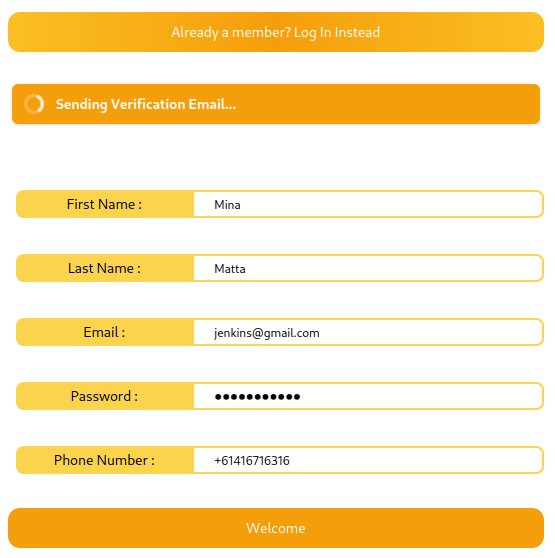 Already a member? Log In Instead
Sending Verification Email...
First Name : Mina
Last Name : Matta
Email : jenkins@gmail.com
Password : ●●●●●●●●●●●
Phone Number : +61416716316
Welcome